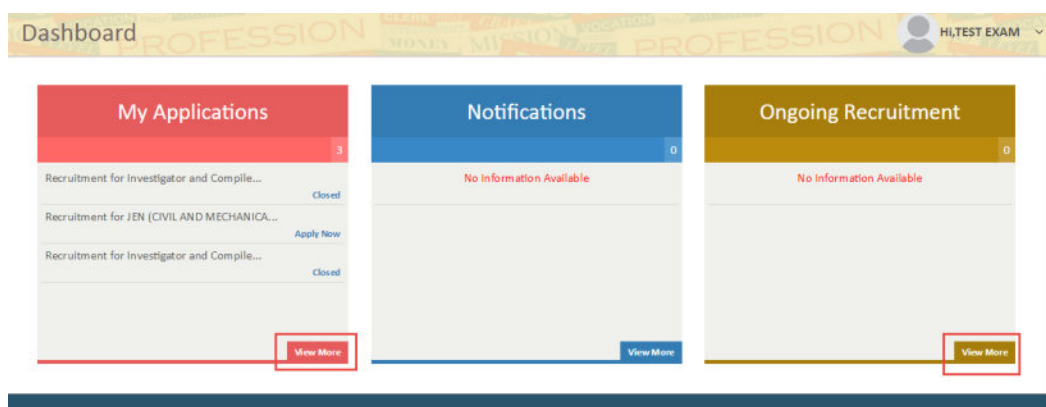 Dashboard
PROFESSION
MISSION
VOCATION
PROFESSION
HI,TEST EXAM
My Applications
3
Recruitment for Investigator and Compile...
Closed
Recruitment for JEN (CIVIL AND MECHANICA...
Apply Now
Recruitment for Investigator and Compile...
Closed
View More
Notifications
0
No Information Available
View More
Ongoing Recruitment
0
No Information Available
View More